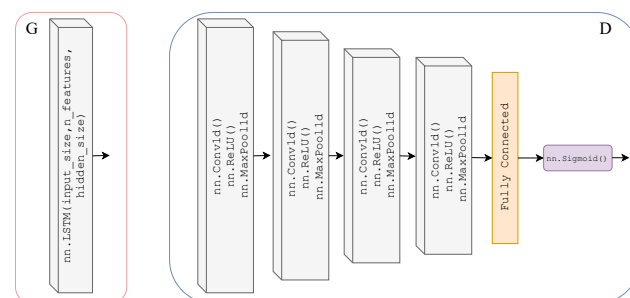 G
nn.LSTM(input_size,n_features,
hidden_size)
D
nn.Conv1d()
nn.ReLU()
nn.MaxPool1d
nn.Conv1d()
nn.ReLU()
nn.MaxPool1d
nn.Conv1d()
nn.ReLU()
nn.MaxPool1d
nn.Conv1d()
nn.ReLU()
nn.MaxPool1d
Fully Connected
nn.Sigmoid()